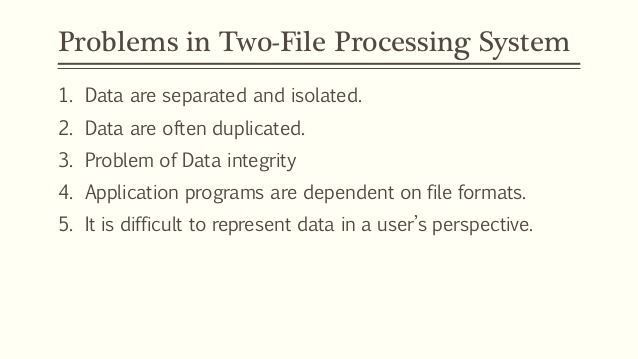 Problems in Two-File Processing System
1. Data are separated and isolated.
2. Data are often duplicated.
3. Problem of Data integrity
4. Application programs are dependent on file formats.
5. It is difficult to represent data in a user’s perspective.